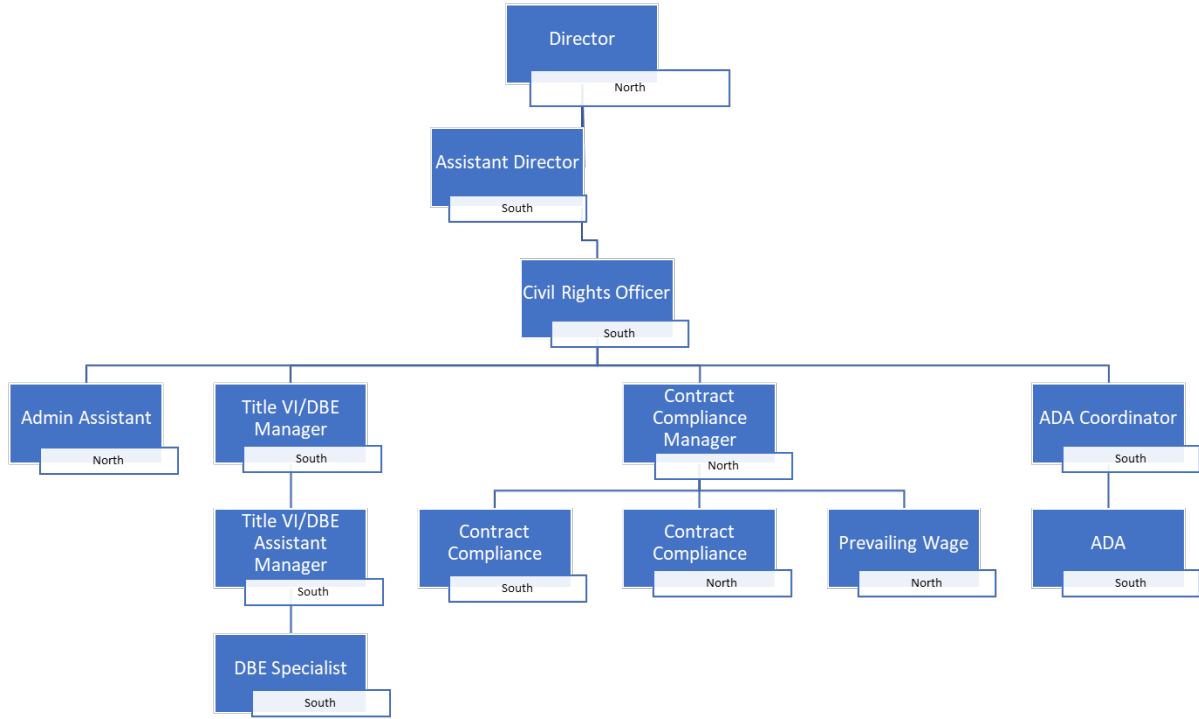 Director
North
Assistant Director
South
Civil Rights Officer
South
Admin Assistant
North
Title VI/DBE
Manager
South
Contract
Compliance
Manager
North
ADA Coordinator
South
Title VI/DBE
Assistant
Manager
South
Contract
Compliance
South
Contract
Compliance
North
Prevailing Wage
North
ADA
South
DBE Specialist
South